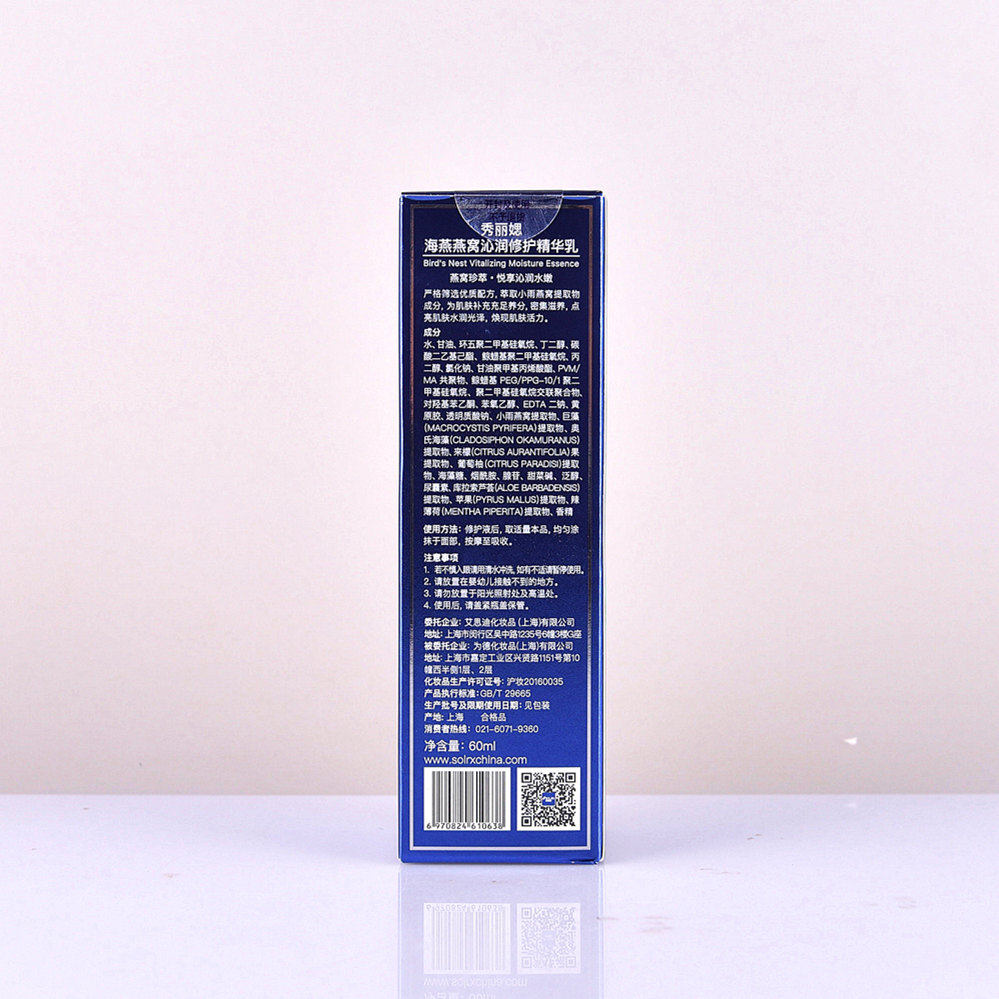 开封及使用
不予退换
秀丽媤
海燕燕窝沁润修护精华乳
Bird's Nest Vitalizing Moisture Essence
燕窝珍萃·悦享沁润水嫩
严格筛选优质配方, 萃取小雨燕窝提取物
成分, 为肌肤补充充足养分, 密集滋养, 点
亮肌肤水润光泽, 焕现肌肤活力。
成分
水、甘油、环五聚二甲基硅氧烷、丁二醇、碳
酸二乙基己酯、鲸蜡基聚二甲基硅氧烷、丙
二醇、氯化钠、甘油聚甲基丙烯酸酯、PVM/
MA 共聚物、鲸蜡基 PEG/PPG-10/1 聚二
甲基硅氧烷、聚二甲基硅氧烷交联聚合物、
对羟基苯乙酮、苯氧乙醇、EDTA 二钠、黄
原胶、透明质酸钠、小雨燕窝提取物、巨藻
(MACROCYSTIS PYRIFERA)提取物、奥
氏海藻(CLADOSIPHON OKAMURANUS)
提取物、来檬(CITRUS AURANTIFOLIA)果
提取物、葡萄柚(CITRUS PARADISI)提取
物、海藻糖、烟酰胺、腺苷、甜菜碱、泛醇、
尿囊素、库拉索芦荟(ALOE BARBADENSIS)
提取物、苹果(PYRUS MALUS)提取物、辣
薄荷(MENTHA PIPERITA)提取物、香精
使用方法: 修护液后, 取适量本品, 均匀涂
抹于面部, 按摩至吸收。
注意事项
1. 若不慎入眼请用清水冲洗, 如有不适请暂停使用。
2. 请放置在婴幼儿接触不到的地方。
3. 请勿放置于阳光照射处及高温处。
4. 使用后, 请盖紧瓶盖保管。
委托企业: 艾思迪化妆品(上海)有限公司
地址: 上海市闵行区吴中路1235号6幢3楼G座
被委托企业: 为德化妆品(上海)有限公司
地址: 上海市嘉定工业区兴贤路1151号第10
幢西半侧1层、2层
化妆品生产许可证号: 沪妆20160035
产品执行标准: GB/T 29665
生产批号及限期使用日期: 见包装
产地: 上海 合格品
消费者热线: 021-6071-9360
净含量: 60ml
www.solrxchina.com
6 970824 610638